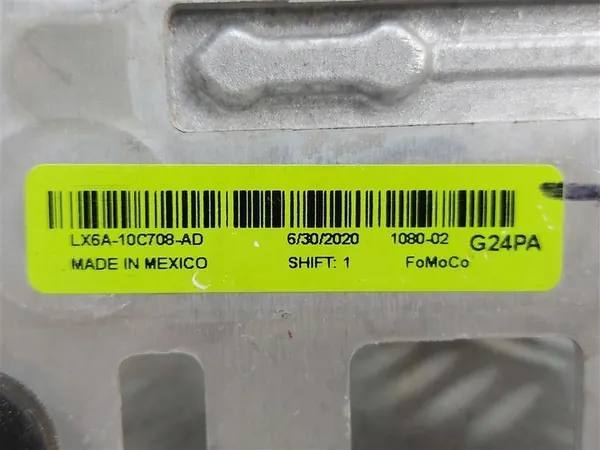 LX6A-10C708-AD 6/30/2020 1080-02 G24PA
MADE IN MEXICO SHIFT: 1 FoMoCo